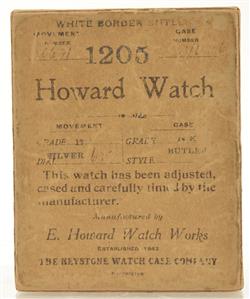 WHITE BORDER BUTLER
MOVEMENT CASE
NUMBER NUMBER
1205
Howard Watch
SIZE
MOVEMENT CASE
GRADE GRADE
SILVER BUTLER
DIAL STYLE
This watch has been adjusted,
cased and carefully timed by the
manufacturer.
Manufactured by
E. Howard Watch Works
ESTABLISHED 1842
THE KEYSTONE WATCH CASE COMPANY